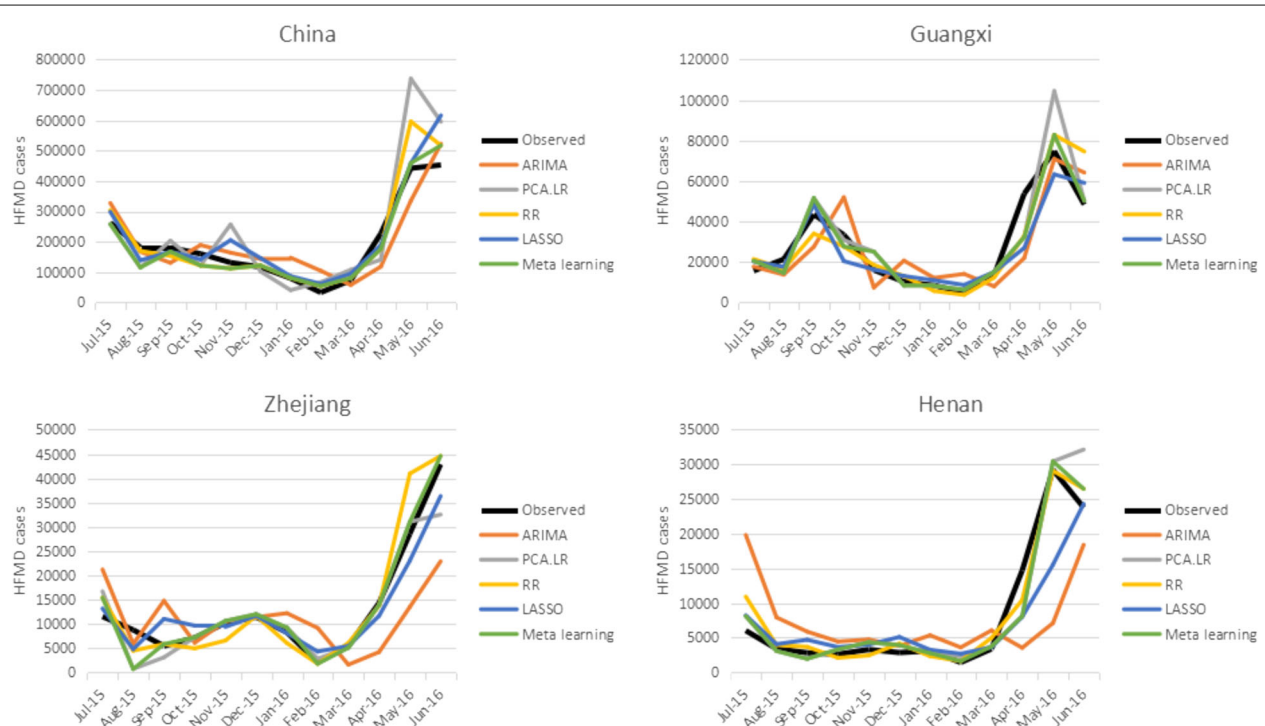 China
800000
700000
600000
500000
400000
300000
200000
100000
0
HFMD cases
Jul-15
Aug-15
Sep-15
Oct-15
Nov-15
Dec-15
Jan-16
Feb-16
Mar-16
Apr-16
May-16
Jun-16
Observed
ARIMA
PCA.LR
RR
LASSO
Meta learning
Guangxi
120000
100000
80000
60000
40000
20000
0
HFMD cases
Jul-15
Aug-15
Sep-15
Oct-15
Nov-15
Dec-15
Jan-16
Feb-16
Mar-16
Apr-16
May-16
Jun-16
Observed
ARIMA
PCA.LR
RR
LASSO
Meta learning
Zhejiang
50000
45000
40000
35000
30000
25000
20000
15000
10000
5000
0
HFMD cases
Jul-15
Aug-15
Sep-15
Oct-15
Nov-15
Dec-15
Jan-16
Feb-16
Mar-16
Apr-16
May-16
Jun-16
Observed
ARIMA
PCA.LR
RR
LASSO
Meta learning
Henan
35000
30000
25000
20000
15000
10000
5000
0
HFMD cases
Jul-15
Aug-15
Sep-15
Oct-15
Nov-15
Dec-15
Jan-16
Feb-16
Mar-16
Apr-16
May-16
Jun-16
Observed
ARIMA
PCA.LR
RR
LASSO
Meta learning